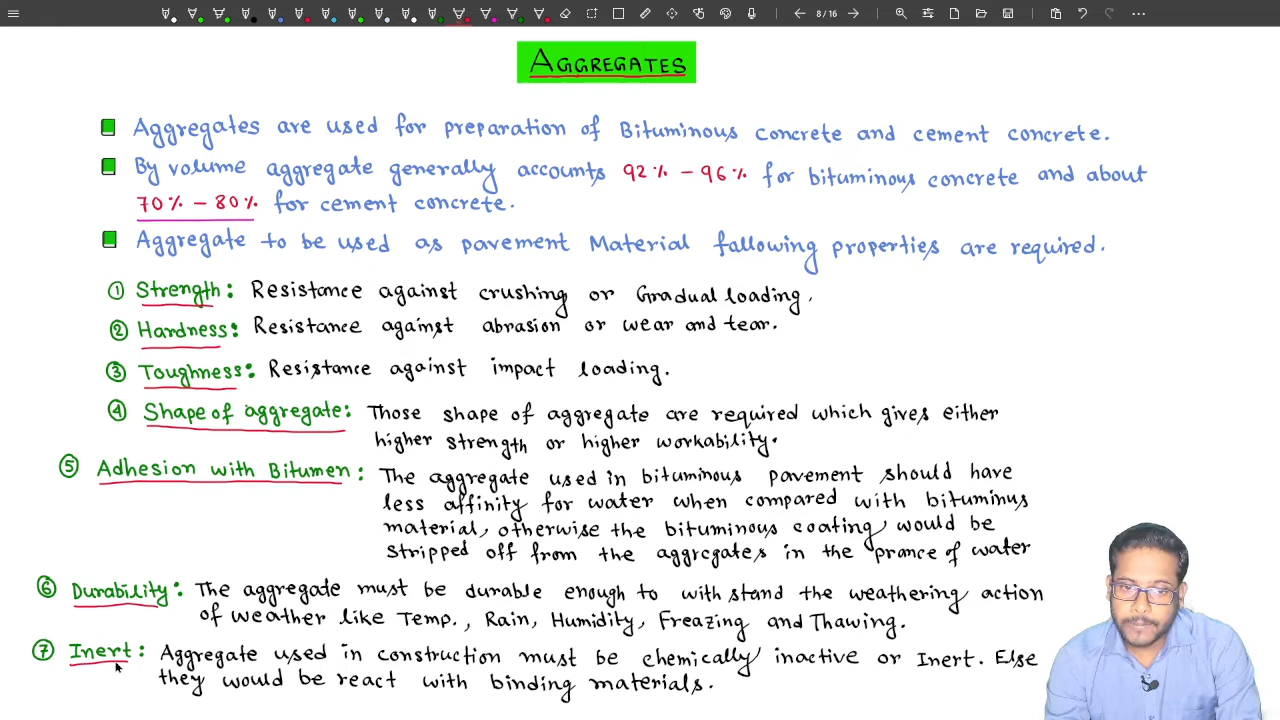 8/16
AGGREGATES
Aggregates are used for preparation of Bituminous concrete and cement concrete.
By volume aggregate generally accounts 92% - 96% for bituminous concrete and about
70% - 80% for cement concrete.
Aggregate to be used as pavement Material following properties are required.
① Strength: Resistance against crushing or Gradual loading.
② Hardness: Resistance against abrasion or wear and tear.
③ Toughness: Resistance against impact loading.
④ Shape of aggregate: Those shape of aggregate are required which gives either
higher strength or higher workability.
⑤ Adhesion with Bitumen: The aggregate used in bituminous pavement should have
less affinity for water when compared with bituminus
material, otherwise the bituminous coating would be
stripped off from the aggregates in the prance of water
⑥ Durability: The aggregate must be durable enough to with stand the weathering action
of weather like Temp., Rain, Humidity, Freazing and Thawing.
⑦ Inert: Aggregate used in construction must be chemically inactive or Inert. Else
they would be react with binding materials.